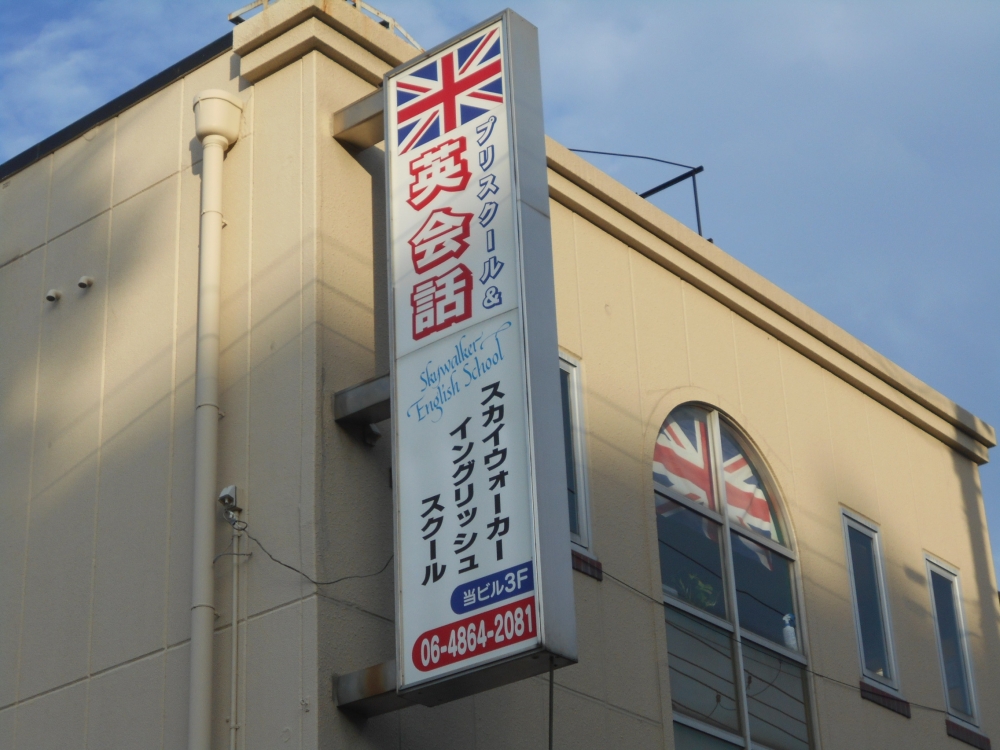 プリスクール&
英会話
Skywalker
English School
スカイウォーカー
イングリッシュ
スクール
当ビル3F
06-4864-2081